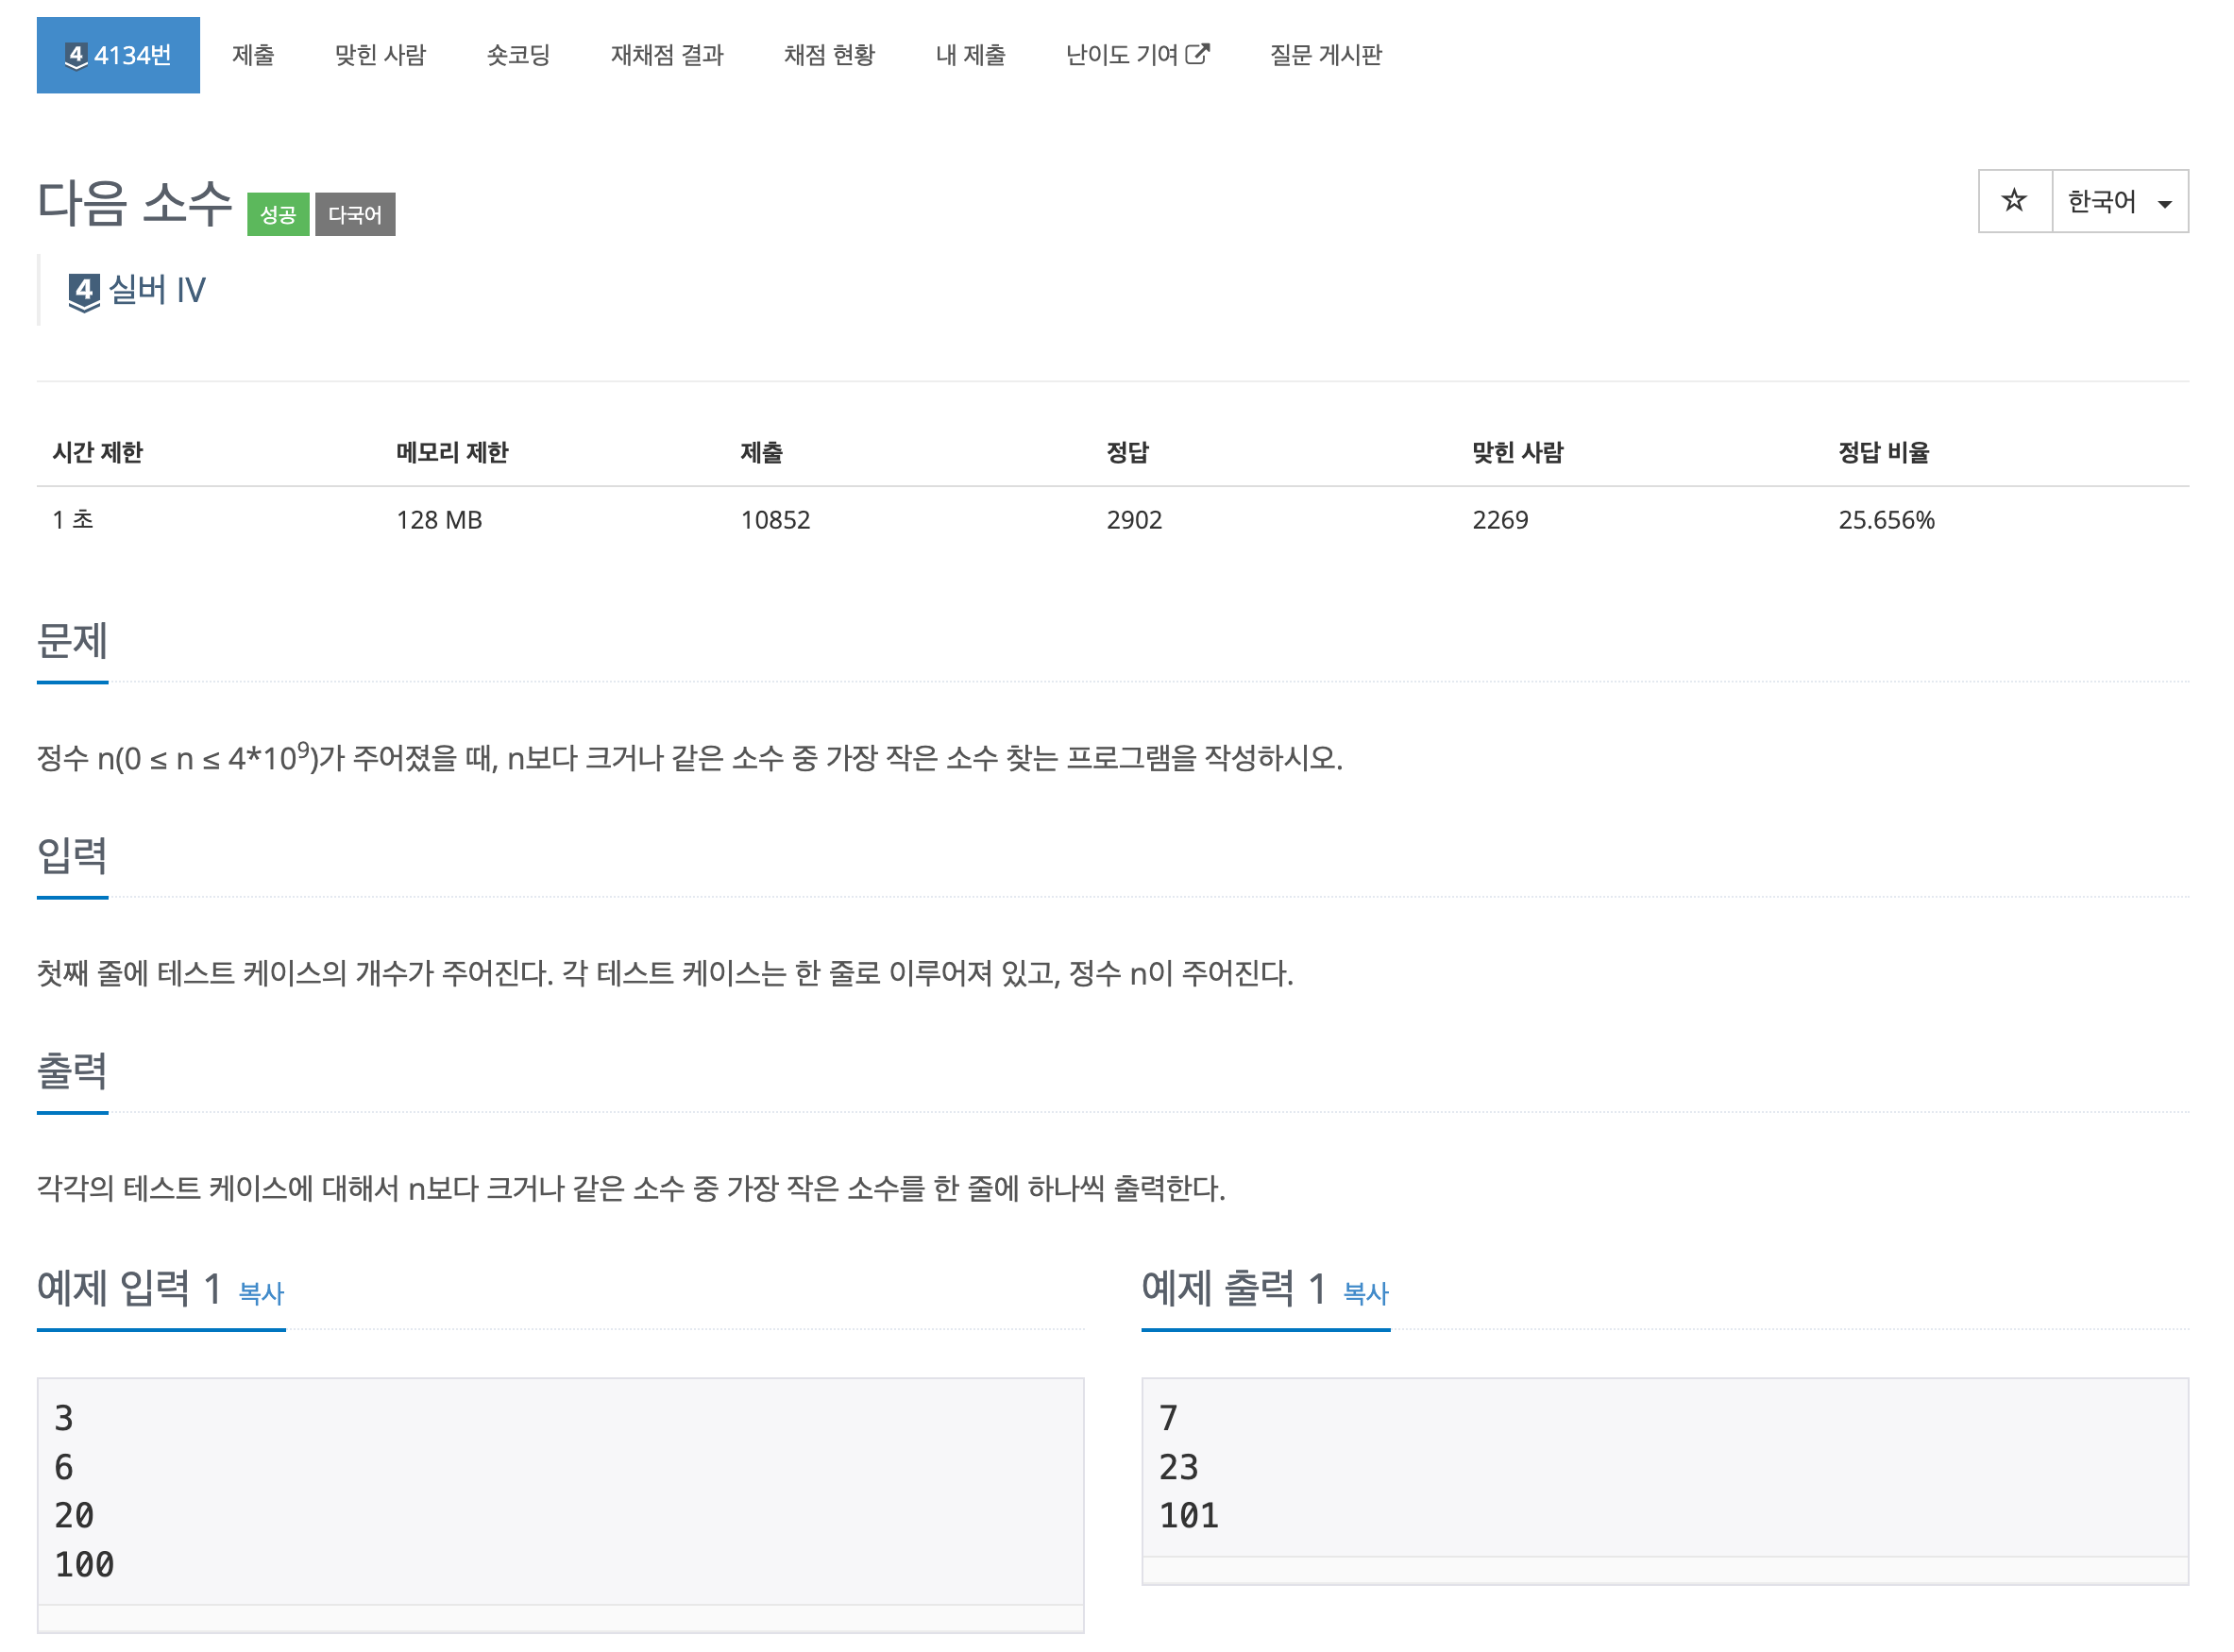 4 4134번 제출 맞힌 사람 숏코딩 재채점 결과 채점 현황 내 제출 난이도 기여 질문 게시판
다음 소수 성공 다국어 ☆ 한국어
4 실버 IV
시간 제한 메모리 제한 제출 정답 맞힌 사람 정답 비율
1 초 128 MB 10852 2902 2269 25.656%
문제
정수 n(0 ≤ n ≤ 4*10⁹)가 주어졌을 때, n보다 크거나 같은 소수 중 가장 작은 소수 찾는 프로그램을 작성하시오.
입력
첫째 줄에 테스트 케이스의 개수가 주어진다. 각 테스트 케이스는 한 줄로 이루어져 있고, 정수 n이 주어진다.
출력
각각의 테스트 케이스에 대해서 n보다 크거나 같은 소수 중 가장 작은 소수를 한 줄에 하나씩 출력한다.
예제 입력 1 복사
3
6
20
100
예제 출력 1 복사
7
23
101